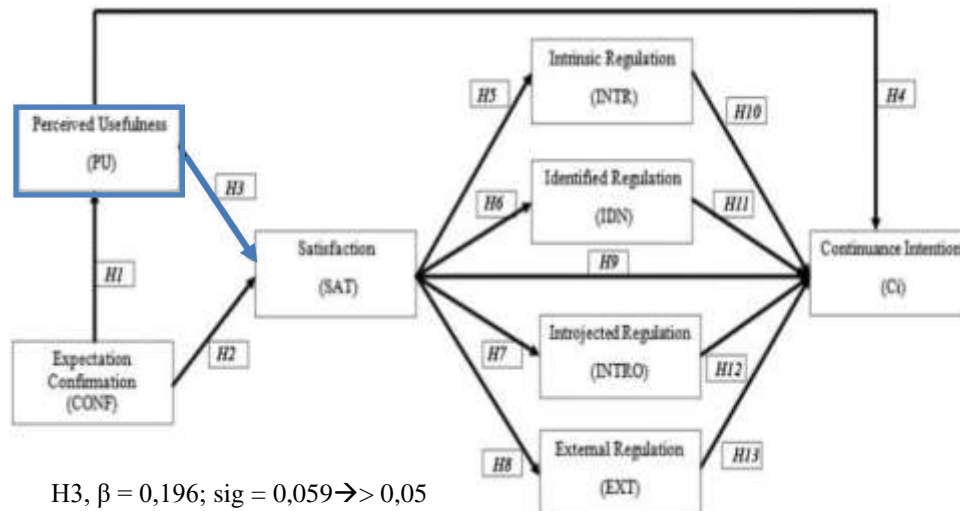 Intrinsic Regulation
(INTR)
H5
H4
H10
Perceived Usefulness
(PU)
H3
Identified Regulation
(IDN)
H6
H11
Satisfaction
(SAT)
H9
Continuance Intention
(Ci)
H1
Expectation
Confirmation
(CONF)
H2
Introjected Regulation
(INTRO)
H7
H12
External Regulation
(EXT)
H8
H13
H3, β = 0,196; sig = 0,059→> 0,05